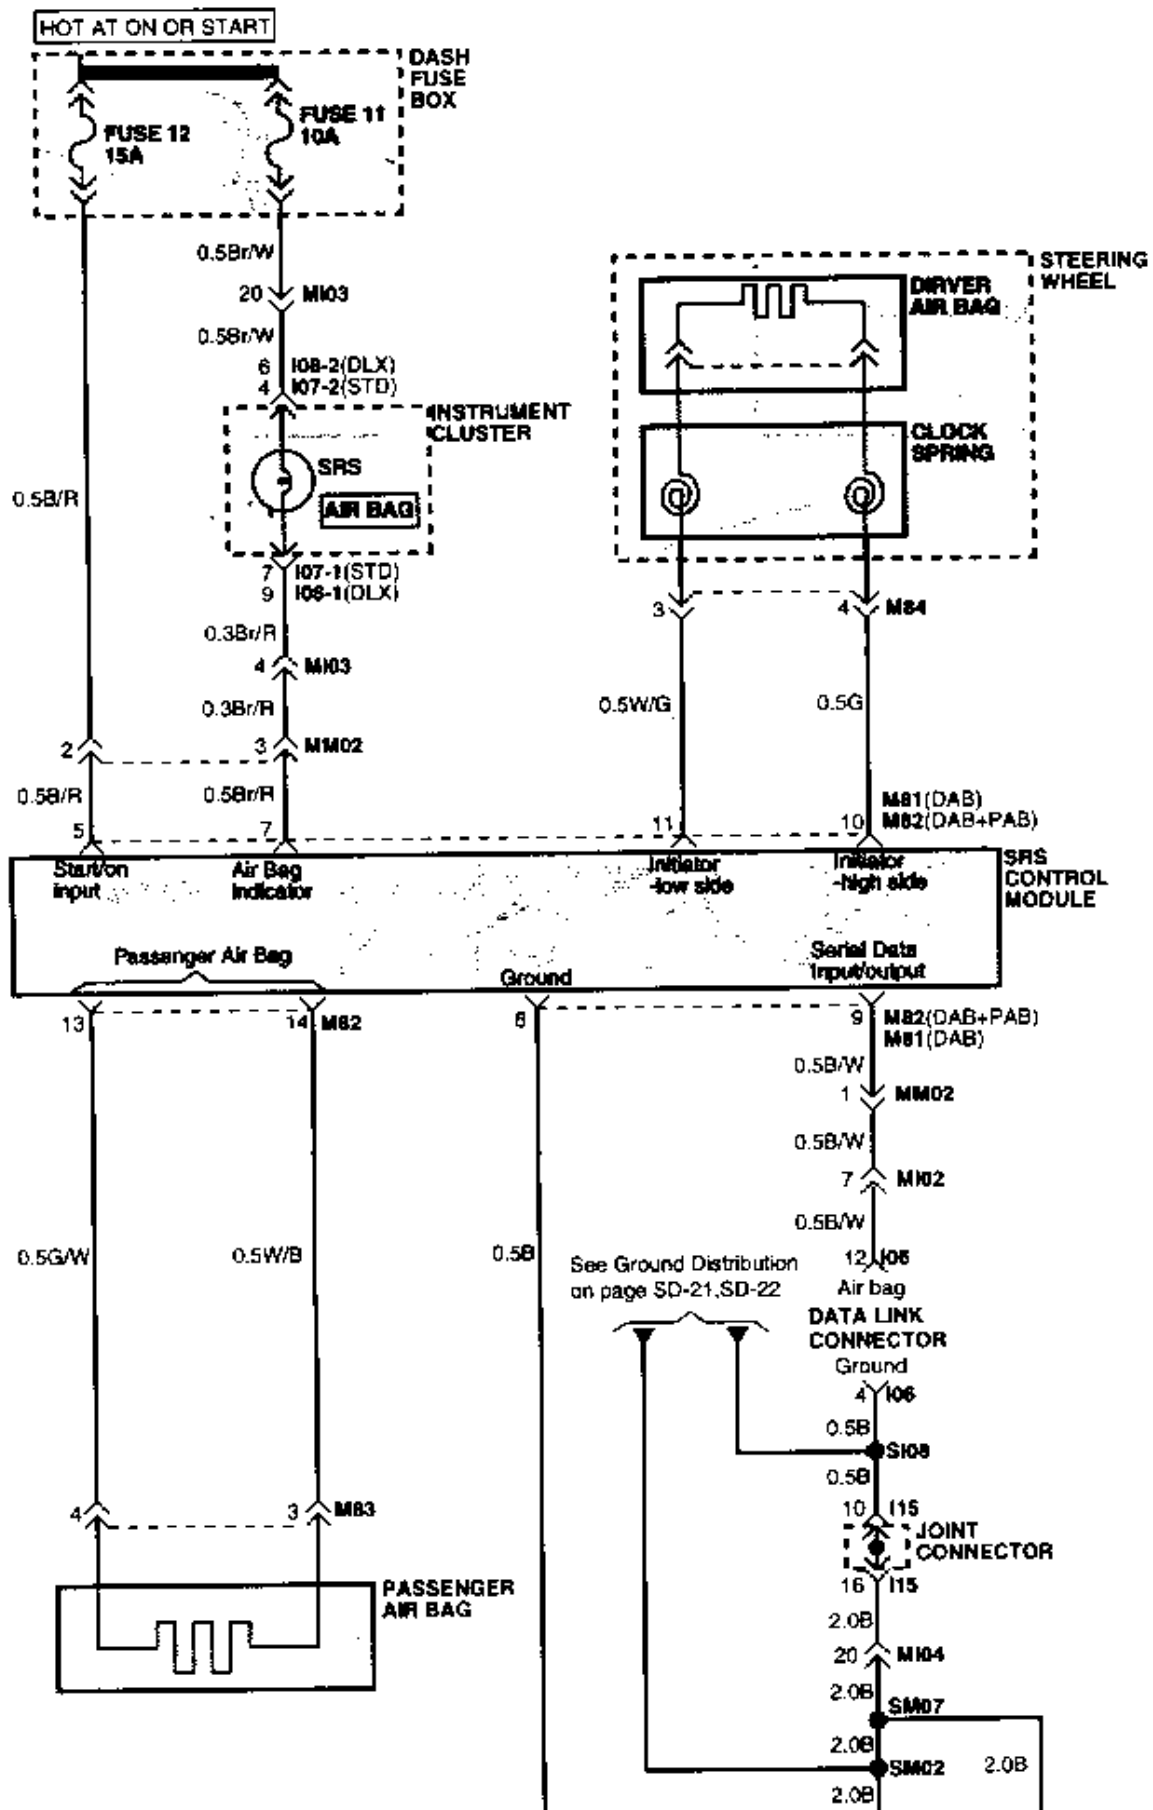 HOT AT ON OR START
DASH
FUSE
BOX
FUSE 12
15A
FUSE 11
10A
0.5Br/W
20 MI03
0.5Br/W
6 I08-2(DLX)
4 I07-2(STD)
INSTRUMENT
CLUSTER
SRS
AIR BAG
0.5B/R
7 I07-1(STD)
9 I08-1(DLX)
0.3Br/R
4 MI03
0.3Br/R
2
3 MM02
0.5B/R
0.5Br/R
5
7
STEERING
WHEEL
DIRVER
AIR BAG
CLOCK
SPRING
3
4 M84
0.5W/G
0.5G
11
10
M81(DAB)
M82(DAB+PAB)
Start/on
input
Air Bag
Indicator
Initiator
-low side
Initiator
-high side
SRS
CONTROL
MODULE
Passenger Air Bag
Ground
Serial Data
Input/output
13
14 M82
6
9 M82(DAB+PAB)
M81(DAB)
0.5B/W
1 MM02
0.5B/W
7 MI02
0.5B/W
0.5G/W
0.5W/B
0.5B
12 I06
Air bag
See Ground Distribution
on page SD-21,SD-22
DATA LINK
CONNECTOR
Ground
4 I06
0.5B
SI08
0.5B
10 I15
JOINT
CONNECTOR
16 I15
2.0B
20 MI04
2.0B
SM07
2.0B
SM02
2.0B
2.0B
4
3 M83
PASSENGER
AIR BAG